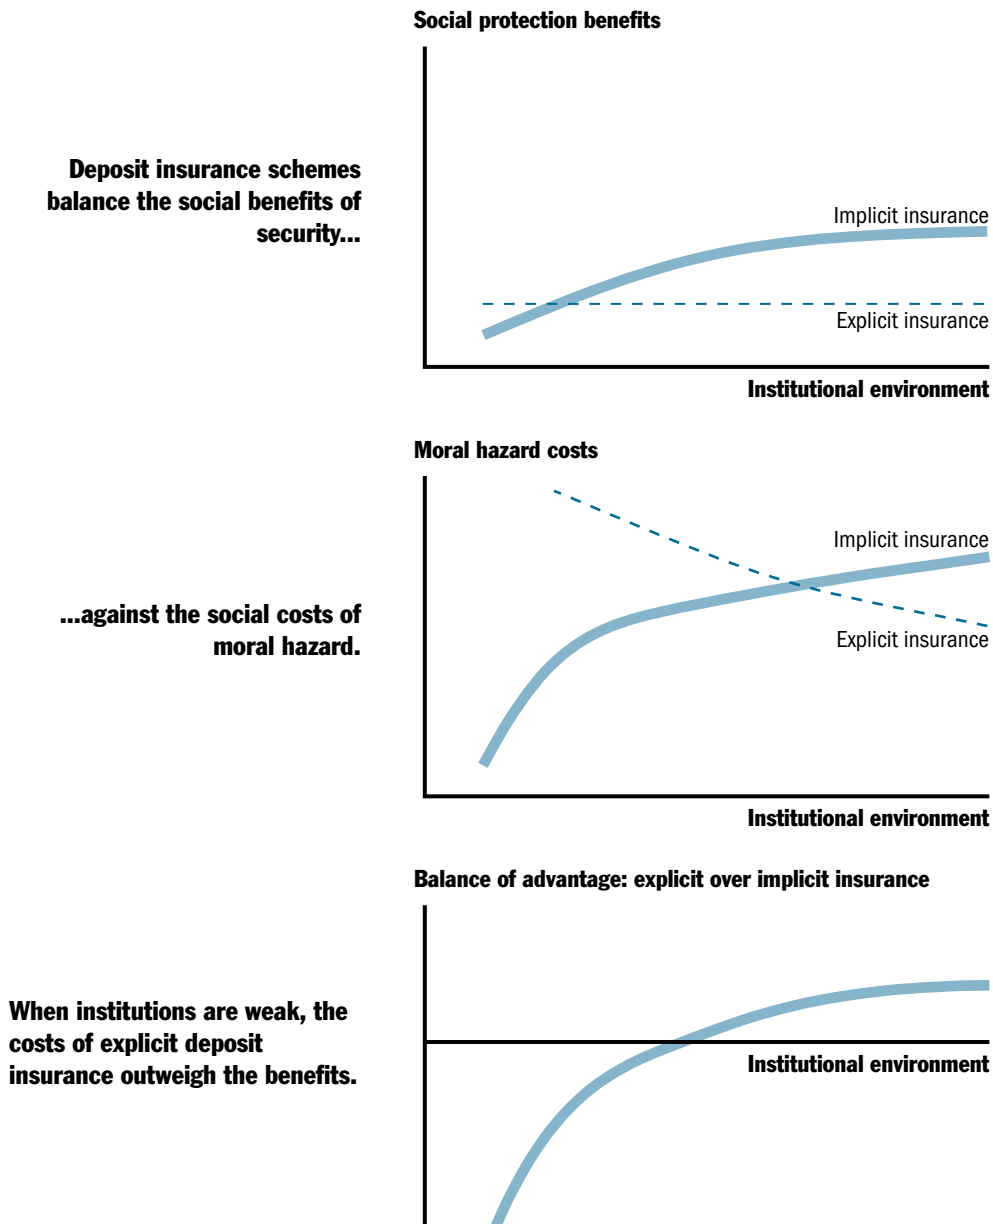 Social protection benefits
Deposit insurance schemes
balance the social benefits of
security...
Implicit insurance
Explicit insurance
Institutional environment
Moral hazard costs
...against the social costs of
moral hazard.
Implicit insurance
Explicit insurance
Institutional environment
Balance of advantage: explicit over implicit insurance
When institutions are weak, the
costs of explicit deposit
insurance outweigh the benefits.
Institutional environment